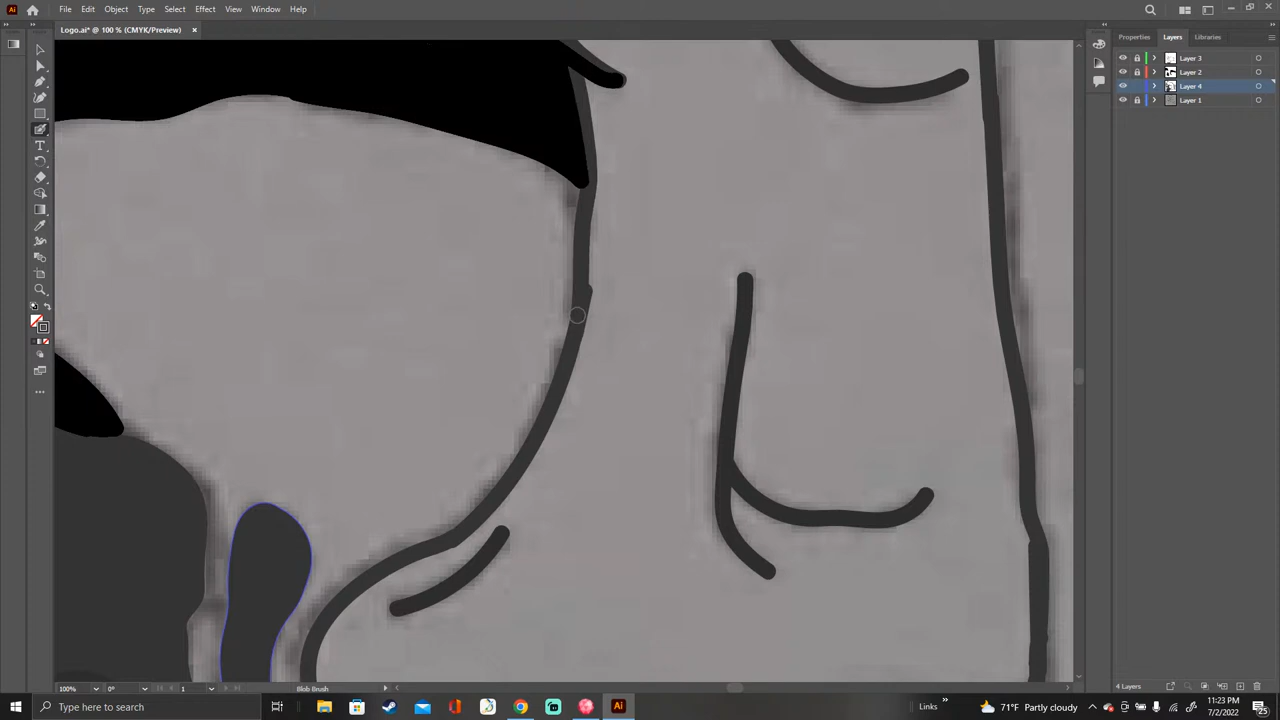 File Edit Object Type Select Effect View Window Help
Logo.ai* @ 100 % (CMYK/Preview)
Properties Layers Libraries
Layer 3
Layer 2
Layer 4
Layer 1
100% 0° 1 Blob Brush
4 Layers
Type here to search
Links
71°F Partly cloudy
11:23 PM
7/2/2022